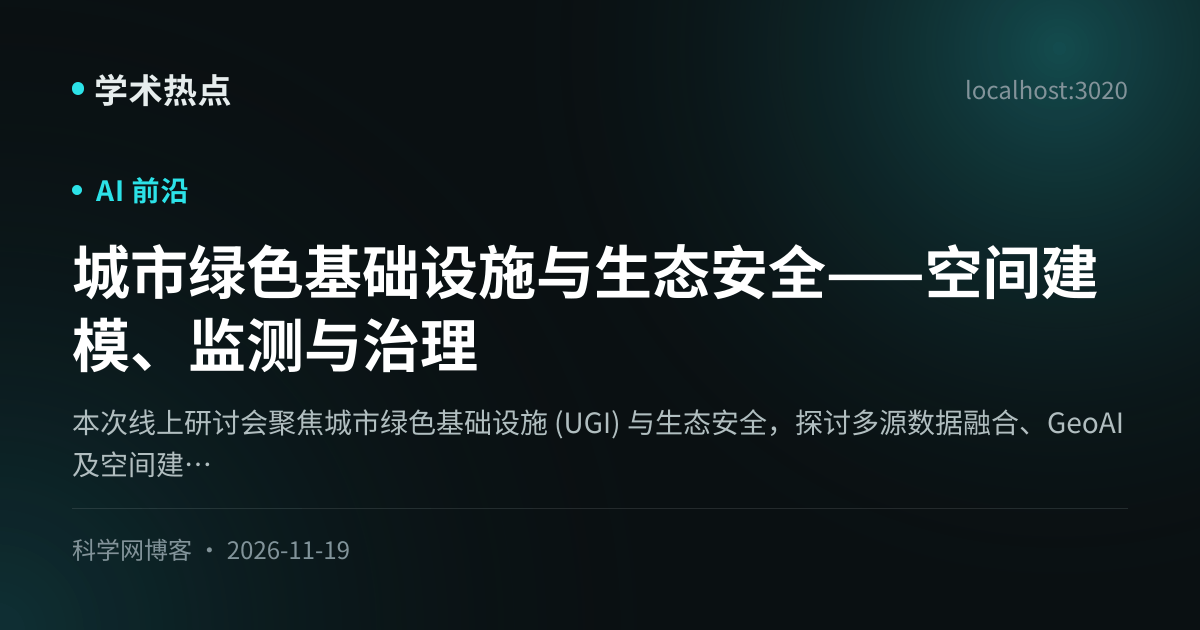 学术热点
localhost:3020
AI 前沿
城市绿色基础设施与生态安全——空间建
模、监测与治理
本次线上研讨会聚焦城市绿色基础设施 (UGI) 与生态安全，探讨多源数据融合、GeoAI
及空间建…
科学网博客 • 2026-11-19